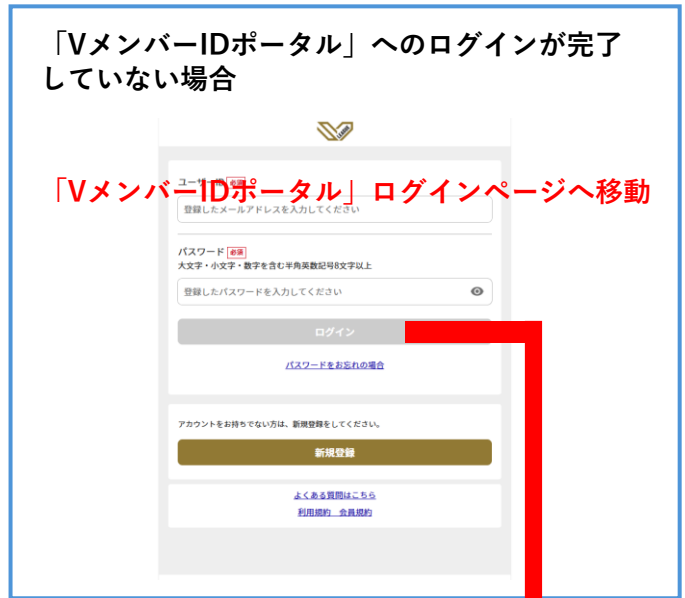 「VメンバーIDポータル」へのログインが完了
していない場合
LEAGUE
「VメンバーIDポータル」ログインページへ移動
必須
登録したメールアドレスを入力してください
パスワード 必須
大文字・小文字・数字を含む半角英数記号8文字以上
登録したパスワードを入力してください
ログイン
パスワードをお忘れの場合
アカウントをお持ちでない方は、新規登録をしてください。
新規登録
よくある質問はこちら
利用規約 会員規約